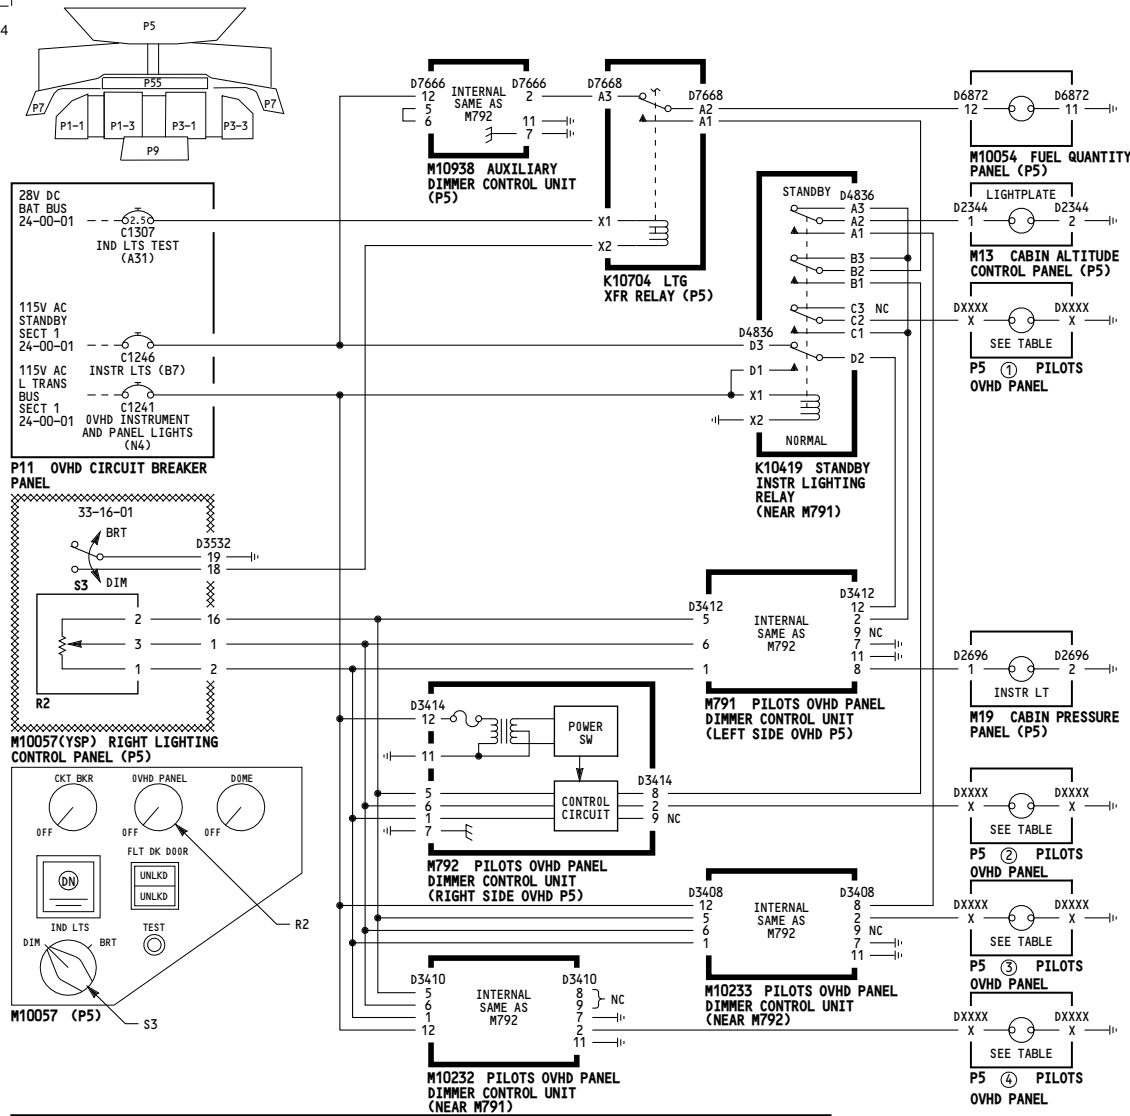 4
P5
P55
P7
P7
P1-1
P1-3
P3-1
P3-3
P9
28V DC
BAT BUS
24-00-01
2.5
C1307
IND LTS TEST
(A31)
115V AC
STANDBY
SECT 1
24-00-01
C1246
INSTR LTS (B7)
115V AC
L TRANS
BUS
SECT 1
24-00-01
C1241
OVHD INSTRUMENT
AND PANEL LIGHTS
(N4)
P11 OVHD CIRCUIT BREAKER
PANEL
33-16-01
BRT
DIM
S3
D3532
19
18
2
16
3
1
1
2
R2
M10057(YSP) RIGHT LIGHTING
CONTROL PANEL (P5)
CKT BKR
OVHD PANEL
DOME
OFF
OFF
OFF
FLT DK DOOR
DN
UNLKD
UNLKD
IND LTS
TEST
DIM
BRT
R2
S3
M10057 (P5)
D7666
D7666
12
5
6
INTERNAL
SAME AS
M792
2
11
7
M10938 AUXILIARY
DIMMER CONTROL UNIT
(P5)
D7668
D7668
A3
A2
A1
X1
X2
K10704 LTG
XFR RELAY (P5)
STANDBY
D4836
A3
A2
A1
B3
B2
B1
C3 NC
C2
C1
D4836
D3
D2
D1
X1
X2
NORMAL
K10419 STANDBY
INSTR LIGHTING
RELAY
(NEAR M791)
D6872
D6872
12
11
M10054 FUEL QUANTITY
PANEL (P5)
LIGHTPLATE
D2344
D2344
1
2
M13 CABIN ALTITUDE
CONTROL PANEL (P5)
DXXXX
DXXXX
X
X
SEE TABLE
P5 1 PILOTS
OVHD PANEL
D3412
D3412
5
6
1
INTERNAL
SAME AS
M792
12
2
9 NC
7
11
8
M791 PILOTS OVHD PANEL
DIMMER CONTROL UNIT
(LEFT SIDE OVHD P5)
D2696
D2696
1
2
INSTR LT
M19 CABIN PRESSURE
PANEL (P5)
D3414
12
11
5
6
1
7
POWER
SW
CONTROL
CIRCUIT
D3414
8
2
9 NC
M792 PILOTS OVHD PANEL
DIMMER CONTROL UNIT
(RIGHT SIDE OVHD P5)
DXXXX
DXXXX
X
X
SEE TABLE
P5 2 PILOTS
OVHD PANEL
D3408
D3408
12
5
6
1
INTERNAL
SAME AS
M792
8
2
9 NC
7
11
M10233 PILOTS OVHD PANEL
DIMMER CONTROL UNIT
(NEAR M792)
DXXXX
DXXXX
X
X
SEE TABLE
P5 3 PILOTS
OVHD PANEL
D3410
D3410
5
6
1
12
INTERNAL
SAME AS
M792
8
9
NC
7
2
11
M10232 PILOTS OVHD PANEL
DIMMER CONTROL UNIT
(NEAR M791)
DXXXX
DXXXX
X
X
SEE TABLE
P5 4 PILOTS
OVHD PANEL